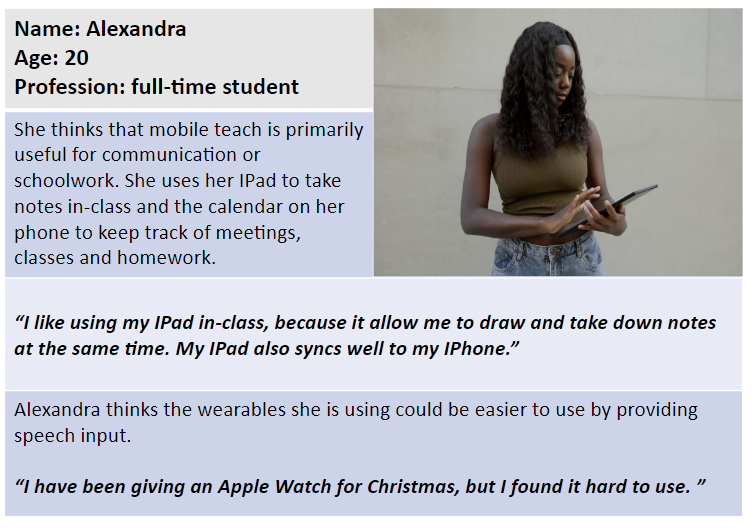 Name: Alexandra
Age: 20
Profession: full-time student
She thinks that mobile teach is primarily
useful for communication or
schoolwork. She uses her IPad to take
notes in-class and the calendar on her
phone to keep track of meetings,
classes and homework.
“I like using my IPad in-class, because it allow me to draw and take down notes
at the same time. My IPad also syncs well to my IPhone.”
Alexandra thinks the wearables she is using could be easier to use by providing
speech input.
“I have been giving an Apple Watch for Christmas, but I found it hard to use. ”